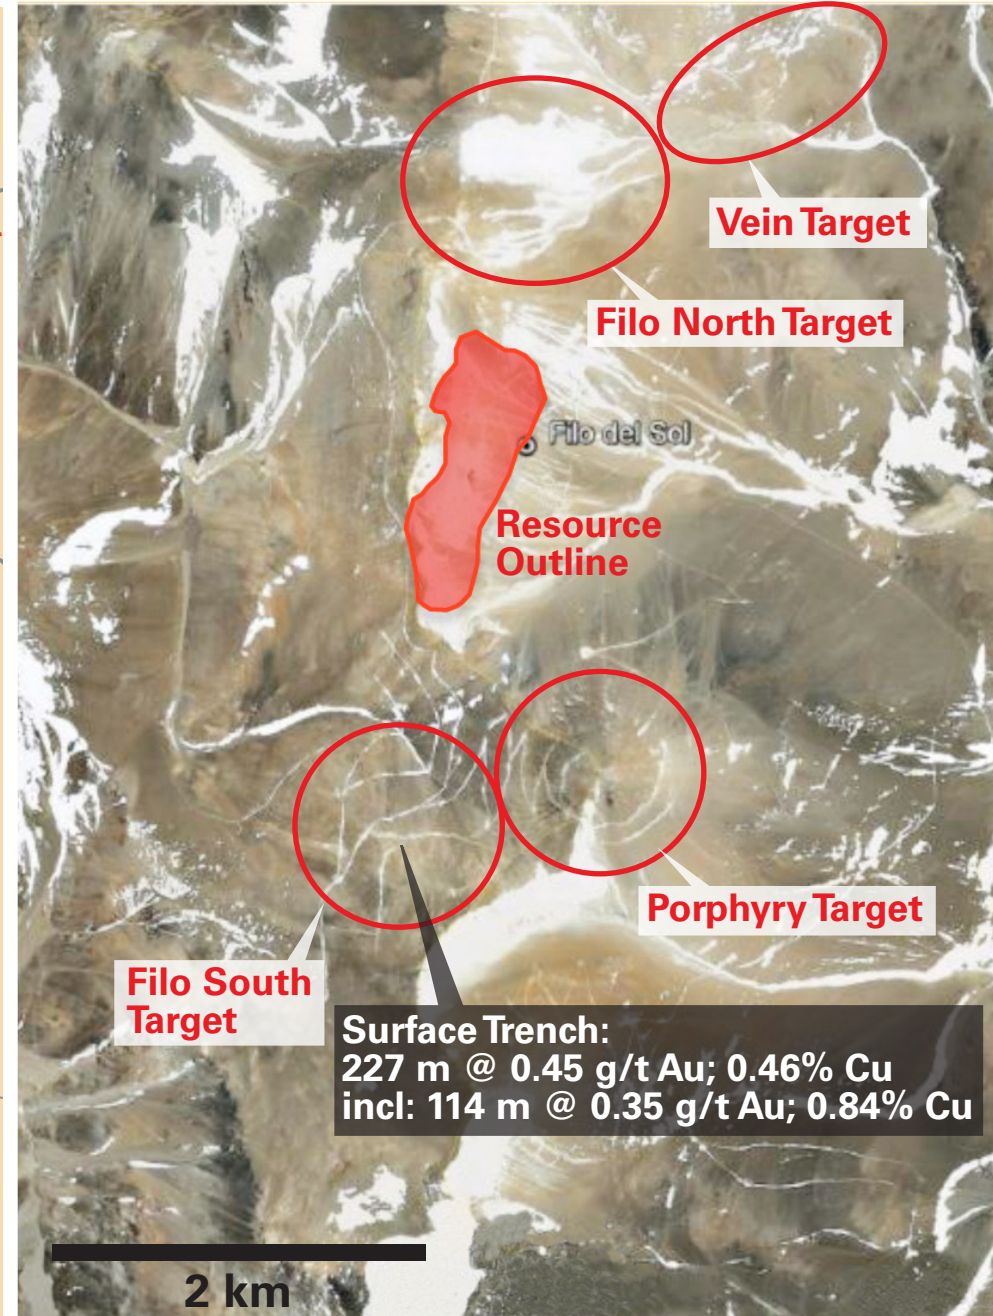 Vein Target
Filo North Target
Filo del Sol
Resource
Outline
Porphyry Target
Filo South
Target
Surface Trench:
227 m @ 0.45 g/t Au; 0.46% Cu
incl: 114 m @ 0.35 g/t Au; 0.84% Cu
2 km